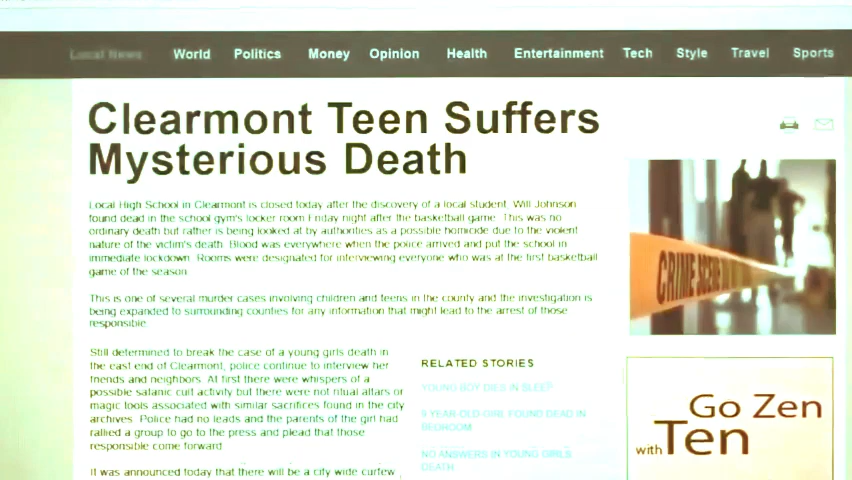 Local News World Politics Money Opinion Health Entertainment Tech Style Travel Sports
Clearmont Teen Suffers
Mysterious Death
Local High School in Clearmont is closed today after the discovery of a local student, Will Johnson
found dead in the school gym's locker room Friday night after the basketball game. This was no
ordinary death but rather is being looked at by authorities as a possible homicide due to the violent
nature of the victim's death. Blood was everywhere when the police arrived and put the school in
immediate lockdown. Rooms were designated for interviewing everyone who was at the first basketball
game of the season.
This is one of several murder cases involving children and teens in the county and the investigation is
being expanded to surrounding counties for any information that might lead to the arrest of those
responsible.
Still determined to break the case of a young girls death in
the east end of Clearmont, police continue to interview her
friends and neighbors. At first there were whispers of a
possible satanic cult activity but there were not ritual altars or
magic tools associated with similar sacrifices found in the city
archives. Police had no leads and the parents of the girl had
rallied a group to go to the press and plead that those
responsible come forward.
It was announced today that there will be a city wide curfew
RELATED STORIES
YOUNG BOY DIES IN SLEEP
9 YEAR OLD GIRL FOUND DEAD IN
BEDROOM
NO ANSWERS IN YOUNG GIRLS
DEATH
CRIME SCENE
Go Zen
with Ten